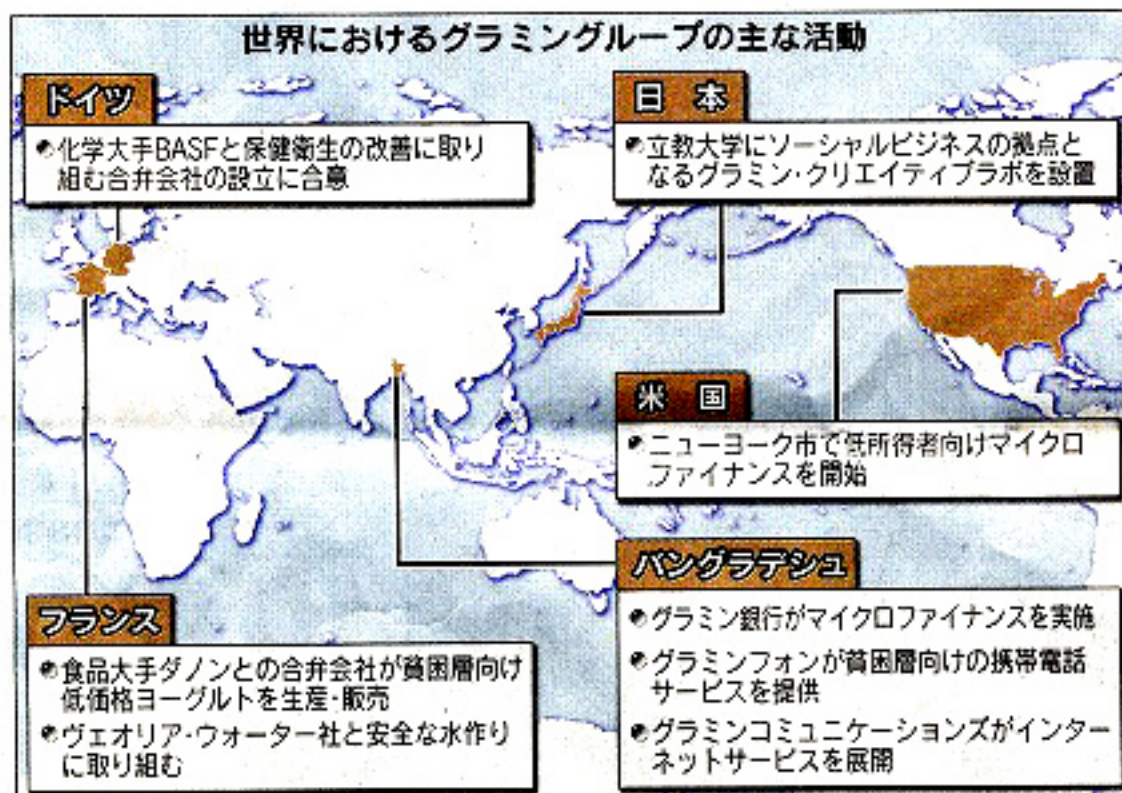 世界におけるグラミングループの主な活動
ドイツ
化学大手BASFと保健衛生の改善に取り
組む合弁会社の設立に合意
日本
立教大学にソーシャルビジネスの拠点と
なるグラミン・クリエイティブラボを設置
米国
ニューヨーク市で低所得者向けマイクロ
ファイナンスを開始
フランス
食品大手ダノンとの合弁会社が貧困層向け
低価格ヨーグルトを生産・販売
ヴェオリア・ウォーター社と安全な水作り
に取り組む
バングラデシュ
グラミン銀行がマイクロファイナンスを実施
グラミンフォンが貧困層向けの携帯電話
サービスを提供
グラミンコミュニケーションズがインター
ネットサービスを展開